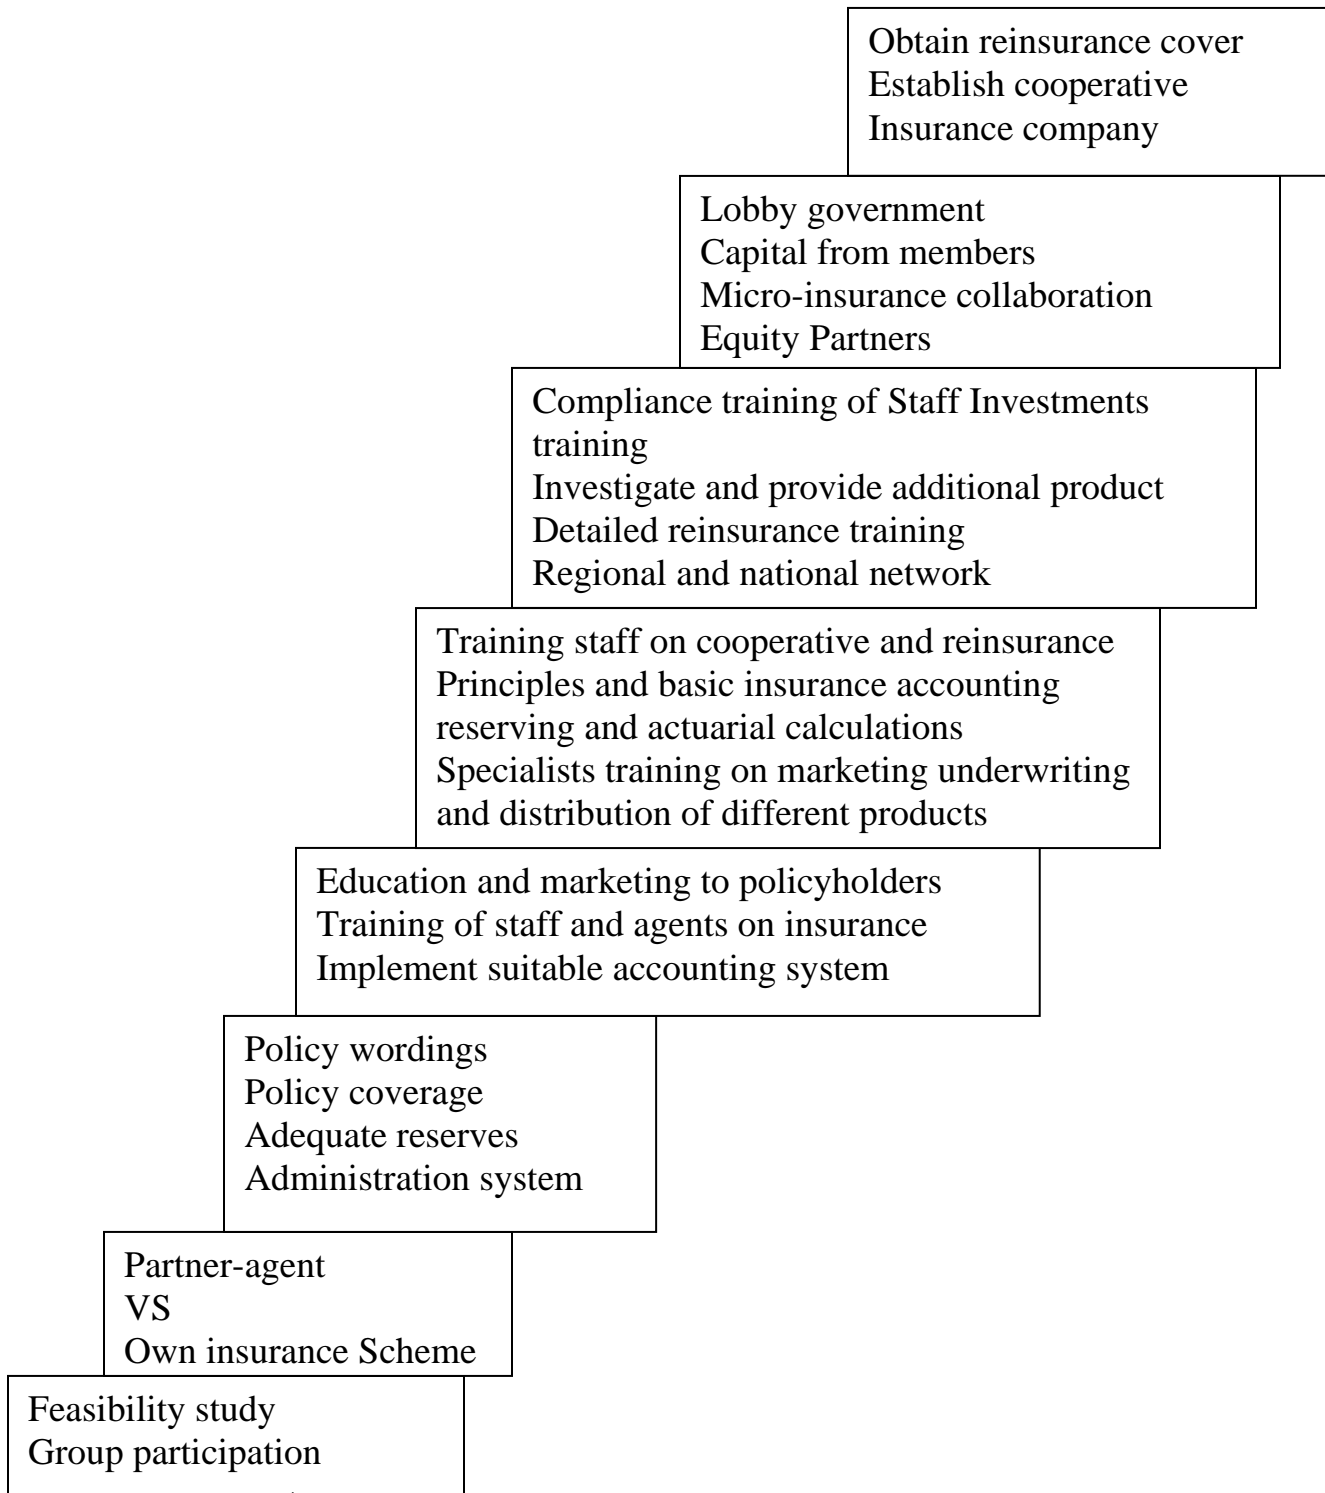 Obtain reinsurance cover
Establish cooperative
Insurance company
Lobby government
Capital from members
Micro-insurance collaboration
Equity Partners
Compliance training of Staff Investments
training
Investigate and provide additional product
Detailed reinsurance training
Regional and national network
Training staff on cooperative and reinsurance
Principles and basic insurance accounting
reserving and actuarial calculations
Specialists training on marketing underwriting
and distribution of different products
Education and marketing to policyholders
Training of staff and agents on insurance
Implement suitable accounting system
Policy wordings
Policy coverage
Adequate reserves
Administration system
Partner-agent
VS
Own insurance Scheme
Feasibility study
Group participation